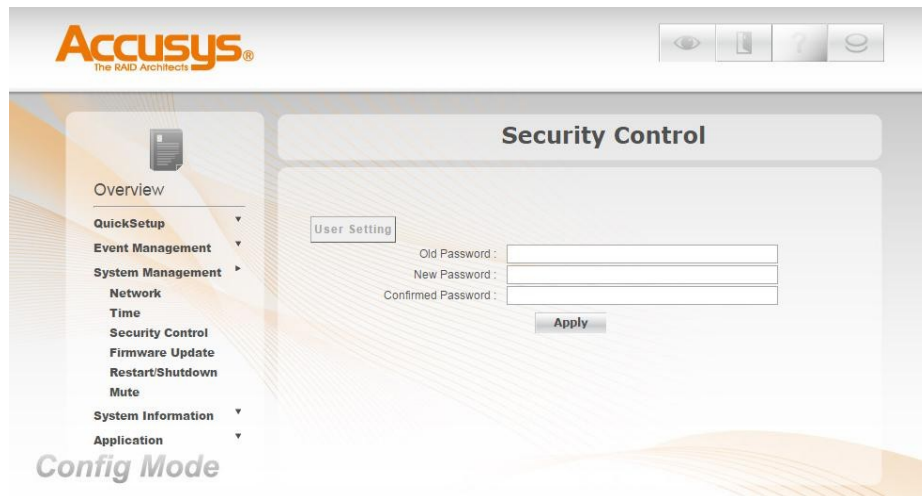 Accusys®
The RAID Architects
?
Security Control
Overview
QuickSetup
Event Management
System Management
Network
Time
Security Control
Firmware Update
Restart/Shutdown
Mute
System Information
Application
Config Mode
User Setting
Old Password :
New Password :
Confirmed Password :
Apply